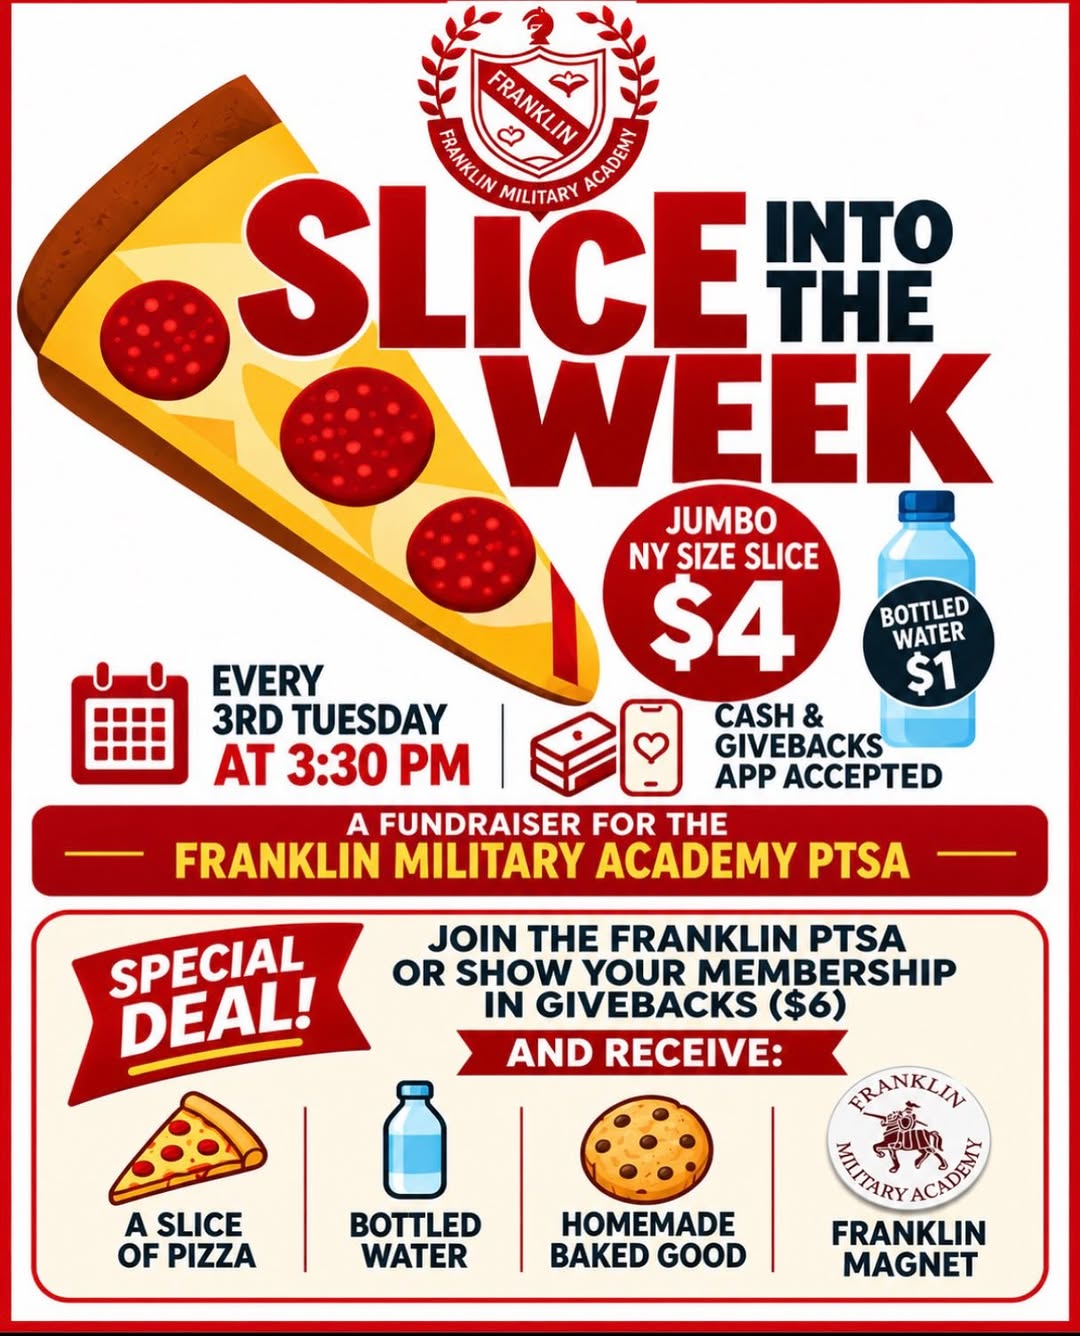 FRANKLIN
FRANKLIN MILITARY ACADEMY
SLICE
INTO
THE
WEEK
JUMBO
NY SIZE SLICE
$4
BOTTLED
WATER
$1
EVERY
3RD TUESDAY
AT 3:30 PM
CASH &
GIVEBACKS
APP ACCEPTED
A FUNDRAISER FOR THE
FRANKLIN MILITARY ACADEMY PTSA
SPECIAL
DEAL!
JOIN THE FRANKLIN PTSA
OR SHOW YOUR MEMBERSHIP
IN GIVEBACKS ($6)
AND RECEIVE:
A SLICE
OF PIZZA
BOTTLED
WATER
HOMEMADE
BAKED GOOD
FRANKLIN
MILITARY ACADEMY
FRANKLIN
MAGNET